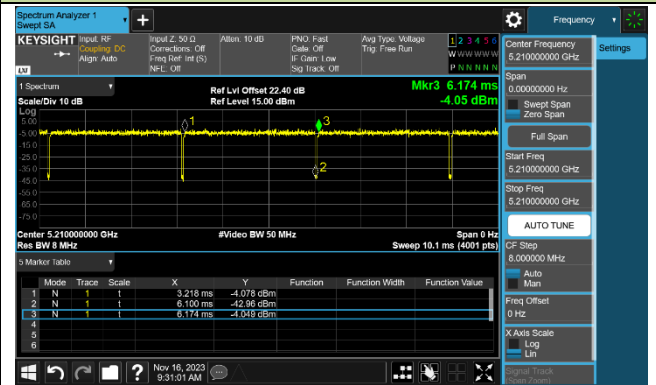 Spectrum Analyzer 1
Swept SA
Frequency
KEYSIGHT
Input: RF
Coupling: DC
Align: Auto
Input Z: 50 Ω
Corrections: Off
Freq Ref: Int (S)
NFE: Off
Atten: 10 dB
PNO: Fast
Gate: Off
IF Gain: Low
Sig Track: Off
Avg Type: Voltage
Trig: Free Run
1 2 3 4 5 6
W W W W W W
P N N N N N
LXI
1 Spectrum
Scale/Div 10 dB
Ref Lvl Offset 22.40 dB
Ref Level 15.00 dBm
Mkr3 6.174 ms
-4.05 dBm
Log
5.00
-5.00
-15.0
-25.0
-35.0
-45.0
-55.0
-65.0
-75.0
1
3
2
Center 5.210000000 GHz
#Video BW 50 MHz
Span 0 Hz
Res BW 8 MHz
Sweep 10.1 ms (4001 pts)
5 Marker Table
Mode Trace Scale X Y Function Function Width Function Value
1 N 1 t 3.218 ms -4.078 dBm
2 N 1 t 6.100 ms -42.96 dBm
3 N 1 t 6.174 ms -4.049 dBm
4
5
6
Nov 16, 2023
9:31:01 AM
Settings
Center Frequency
5.210000000 GHz
Span
0.00000000 Hz
Swept Span
Zero Span
Full Span
Start Freq
5.210000000 GHz
Stop Freq
5.210000000 GHz
AUTO TUNE
CF Step
8.000000 MHz
Auto
Man
Freq Offset
0 Hz
X Axis Scale
Log
Lin
Signal Track
(Span Zoom)